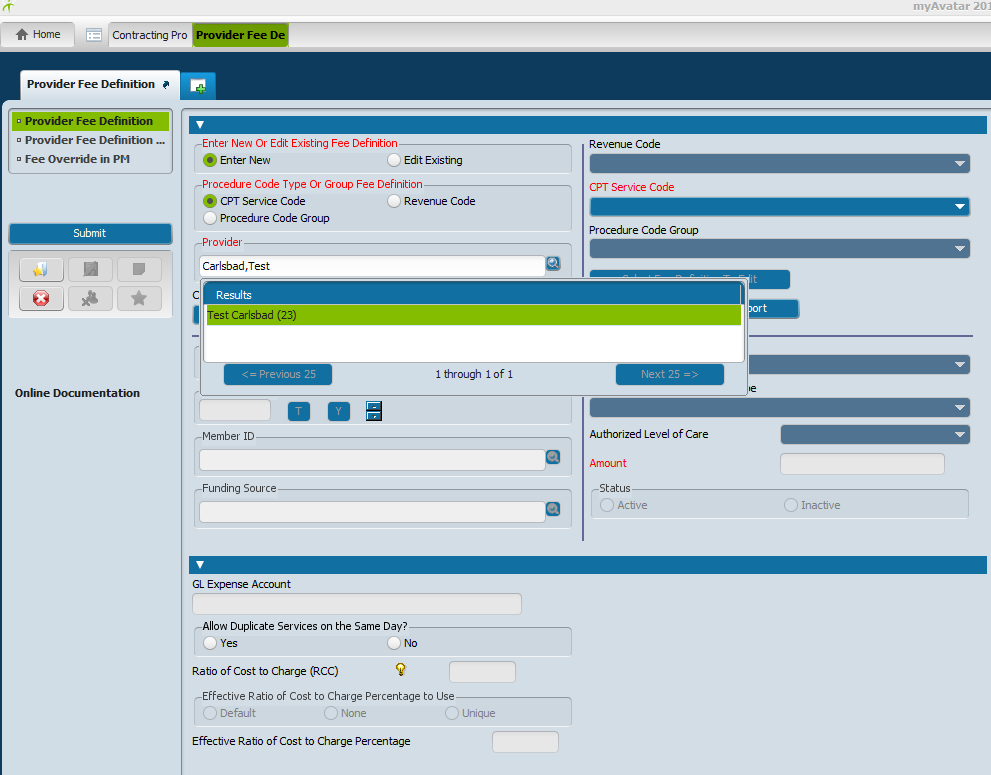 myAvatar 201
Home
Contracting Pro
Provider Fee De
Provider Fee Definition
Provider Fee Definition
Provider Fee Definition ...
Fee Override in PM
Submit
Online Documentation
Enter New Or Edit Existing Fee Definition
Enter New
Edit Existing
Procedure Code Type Or Group Fee Definition
CPT Service Code
Revenue Code
Procedure Code Group
Provider
Carlsbad,Test
Results
Test Carlsbad (23)
<= Previous 25
1 through 1 of 1
Next 25 =>
T
Y
Member ID
Funding Source
Revenue Code
CPT Service Code
Procedure Code Group
Select Fee Definition To Edit
port
pe
Authorized Level of Care
Amount
Status
Active
Inactive
GL Expense Account
Allow Duplicate Services on the Same Day?
Yes
No
Ratio of Cost to Charge (RCC)
Effective Ratio of Cost to Charge Percentage to Use
Default
None
Unique
Effective Ratio of Cost to Charge Percentage